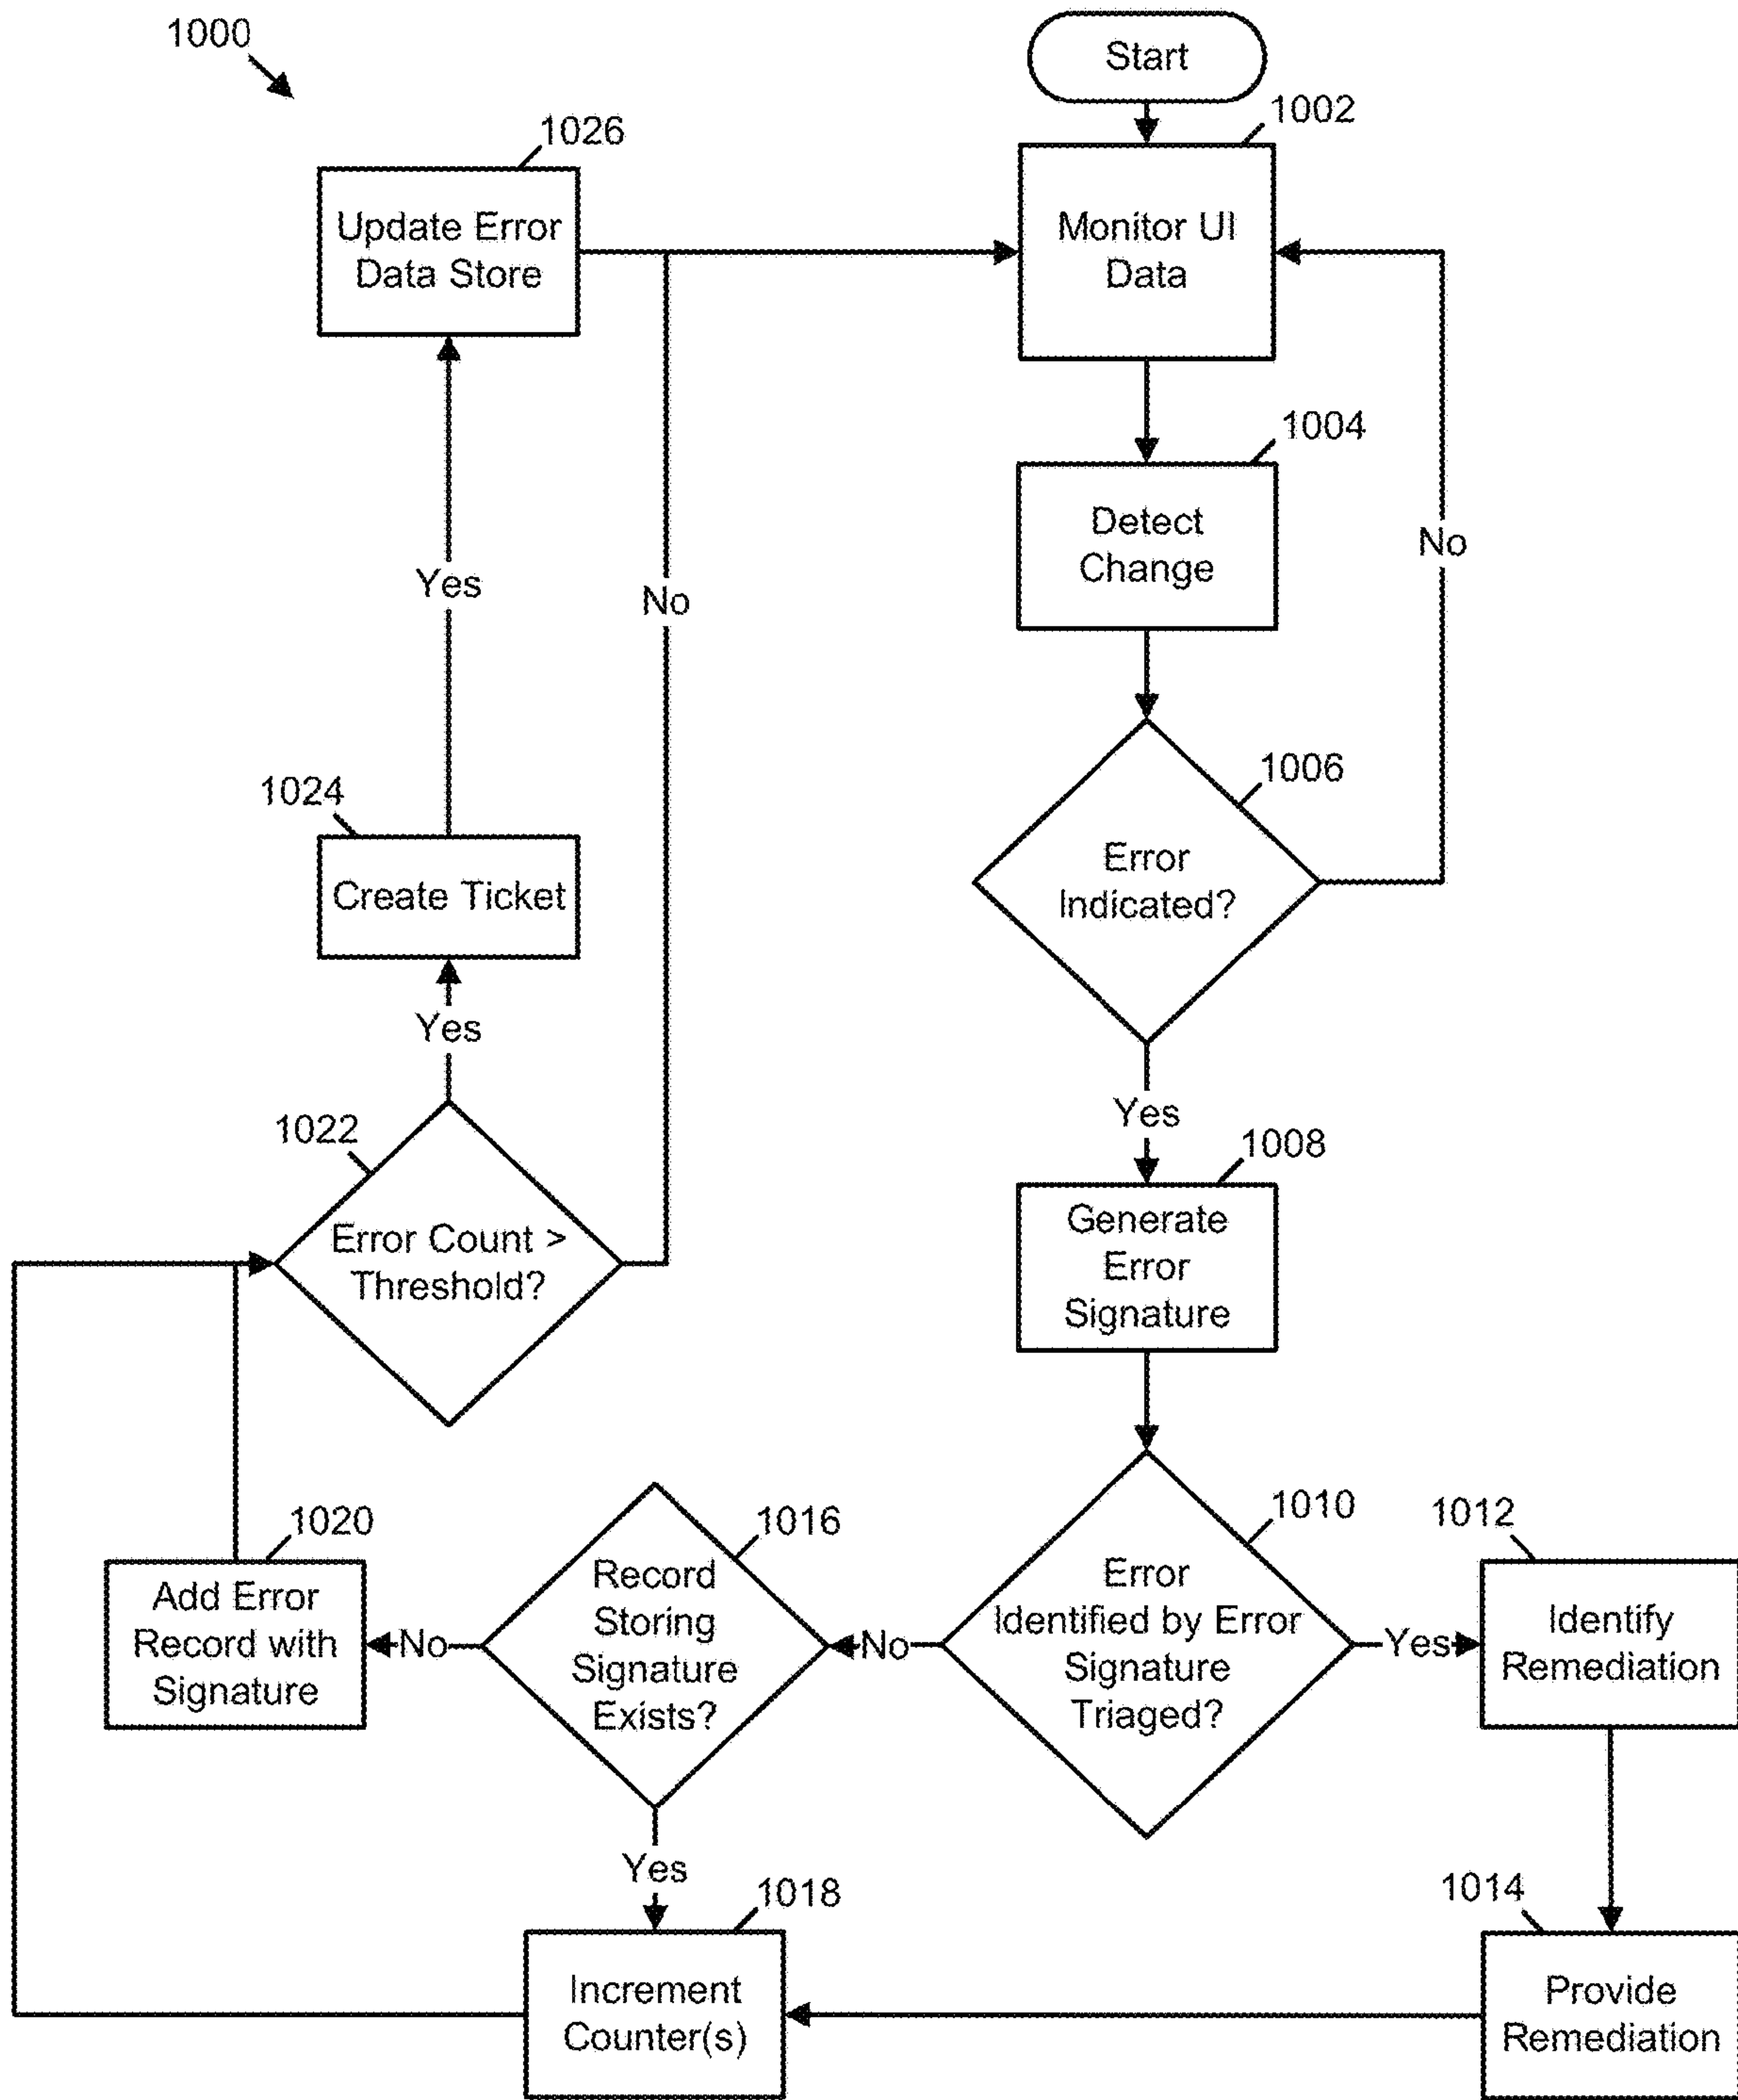 1000
Start
1002
1026
Update Error
Data Store
Monitor UI
Data
1004
Detect
Change
No
Yes
No
1006
1024
Create Ticket
Error
Indicated?
Yes
Yes
1022
1008
Error Count >
Threshold?
Generate
Error
Signature
1020
1016
1010
1012
Add Error
Record with
Signature
No
Record
Storing
Signature
Exists?
No
Error
Identified by Error
Signature
Triaged?
Yes
Identify
Remediation
Yes
1018
1014
Increment
Counter(s)
Provide
Remediation